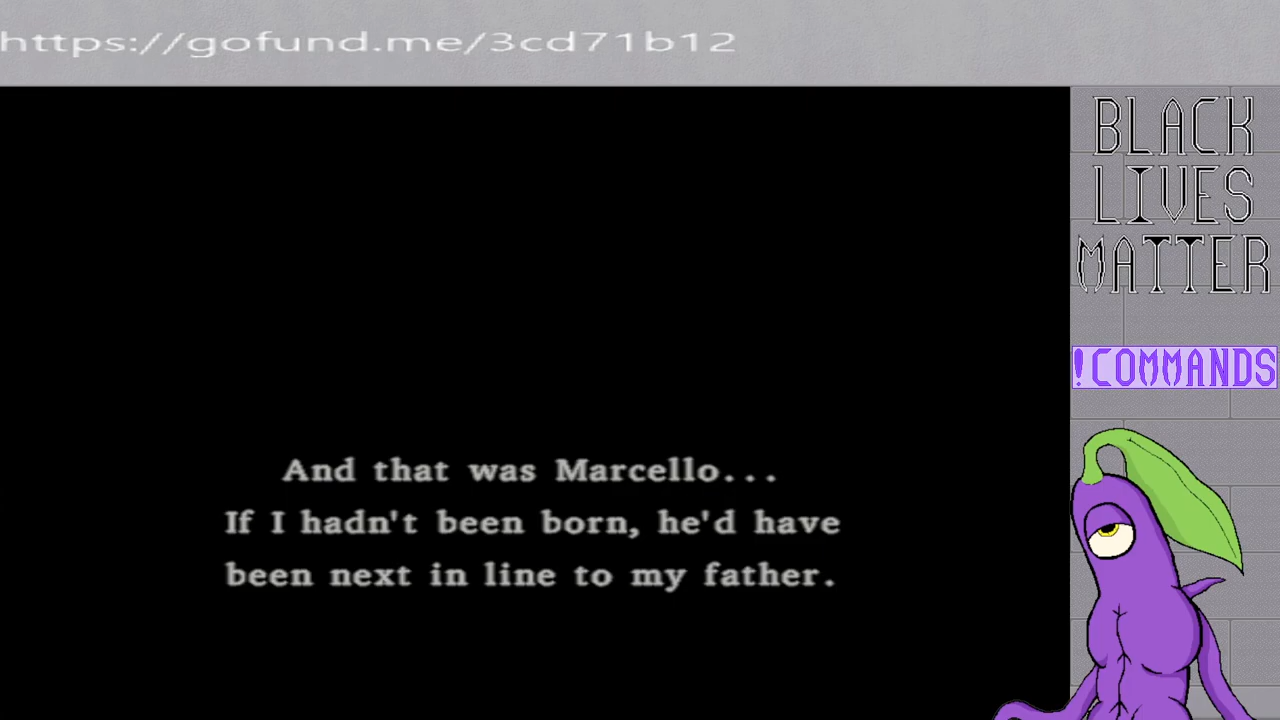 https://gofund.me/3cd71b12
BLACK
LIVES
MATTER
!COMMANDS
And that was Marcello...
If I hadn't been born, he'd have
been next in line to my father.